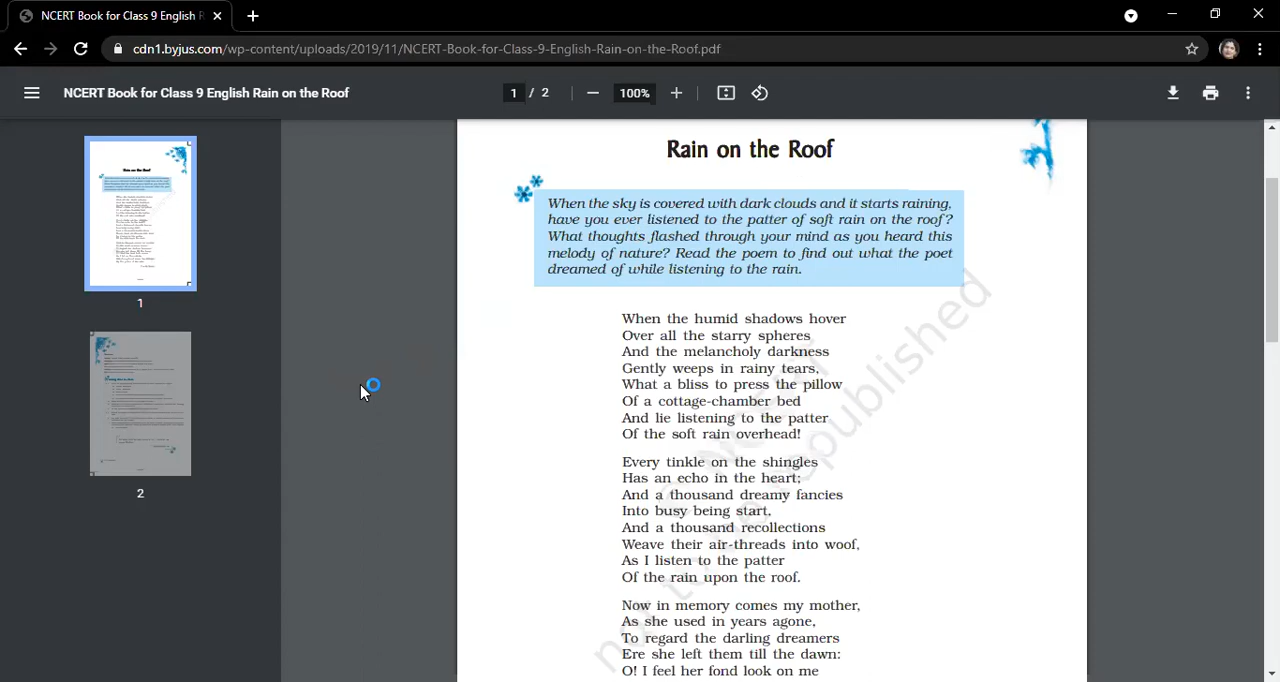 NCERT Book for Class 9 English R
cdn1.byjus.com/wp-content/uploads/2019/11/NCERT-Book-for-Class-9-English-Rain-on-the-Roof.pdf
NCERT Book for Class 9 English Rain on the Roof
1 / 2
100%
1
2
Rain on the Roof
When the sky is covered with dark clouds and it starts raining,
have you ever listened to the patter of soft rain on the roof?
What thoughts flashed through your mind as you heard this
melody of nature? Read the poem to find out what the poet
dreamed of while listening to the rain.
When the humid shadows hover
Over all the starry spheres
And the melancholy darkness
Gently weeps in rainy tears,
What a bliss to press the pillow
Of a cottage-chamber bed
And lie listening to the patter
Of the soft rain overhead!
Every tinkle on the shingles
Has an echo in the heart;
And a thousand dreamy fancies
Into busy being start,
And a thousand recollections
Weave their air-threads into woof,
As I listen to the patter
Of the rain upon the roof.
Now in memory comes my mother,
As she used in years agone,
To regard the darling dreamers
Ere she left them till the dawn:
O! I feel her fond look on me
not to be republished